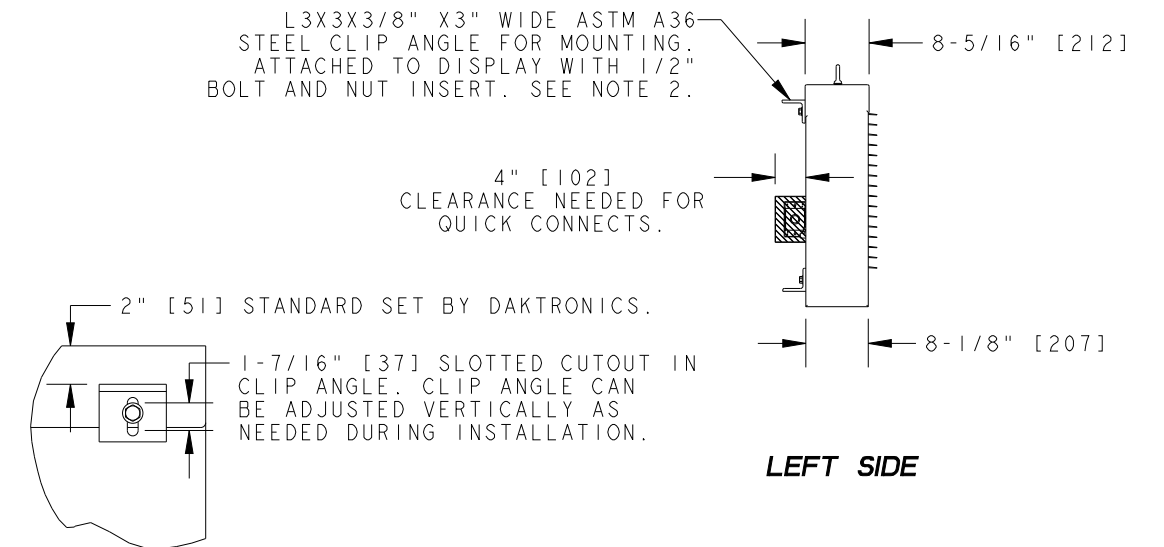 L3X3X3/8" X3" WIDE ASTM A36
STEEL CLIP ANGLE FOR MOUNTING.
ATTACHED TO DISPLAY WITH 1/2"
BOLT AND NUT INSERT. SEE NOTE 2.
8-5/16" [212]
4" [102]
CLEARANCE NEEDED FOR
QUICK CONNECTS.
2" [51] STANDARD SET BY DAKTRONICS.
8-1/8" [207]
1-7/16" [37] SLOTTED CUTOUT IN
CLIP ANGLE. CLIP ANGLE CAN
BE ADJUSTED VERTICALLY AS
NEEDED DURING INSTALLATION.
LEFT SIDE